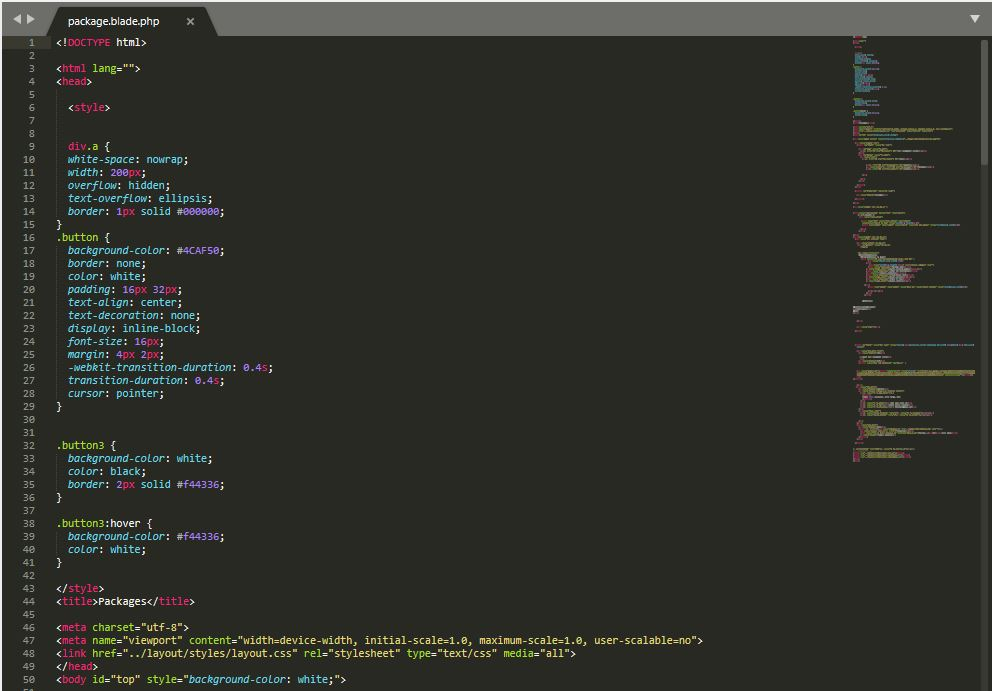 package.blade.php ×
1 <!DOCTYPE html>
2
3 <html lang="">
4 <head>
5
6 <style>
7
8
9 div.a {
10 white-space: nowrap;
11 width: 200px;
12 overflow: hidden;
13 text-overflow: ellipsis;
14 border: 1px solid #000000;
15 }
16 .button {
17 background-color: #4CAF50;
18 border: none;
19 color: white;
20 padding: 16px 32px;
21 text-align: center;
22 text-decoration: none;
23 display: inline-block;
24 font-size: 16px;
25 margin: 4px 2px;
26 -webkit-transition-duration: 0.4s;
27 transition-duration: 0.4s;
28 cursor: pointer;
29 }
30
31
32 .button3 {
33 background-color: white;
34 color: black;
35 border: 2px solid #f44336;
36 }
37
38 .button3:hover {
39 background-color: #f44336;
40 color: white;
41 }
42
43 </style>
44 <title>Packages</title>
45
46 <meta charset="utf-8">
47 <meta name="viewport" content="width=device-width, initial-scale=1.0, maximum-scale=1.0, user-scalable=no">
48 <link href="../layout/styles/layout.css" rel="stylesheet" type="text/css" media="all">
49 </head>
50 <body id="top" style="background-color: white;">